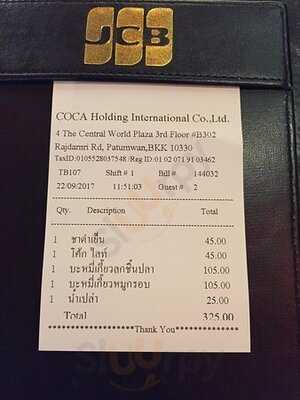 JCB
COCA Holding International Co.,Ltd.
4 The Central World Plaza 3rd Floor #B302
Rajdamri Rd, Patumwan,BKK 10330
TaxID:0105528037548 /Reg ID:01 02 071 91 03462
TB107 Shift # 1 Bill # 144032
22/09/2017 11:51:03 Guest # 2
Qty. Description Total
1 ชาดำเย็น 45.00
1 โค้ก ไลท์ 45.00
1 บะหมี่เกี้ยวลูกชิ้นปลา 105.00
1 บะหมี่เกี้ยวหมูกรอบ 105.00
1 น้ำเปล่า 25.00
Total 325.00
*********************Thank You*********************
sluurpy